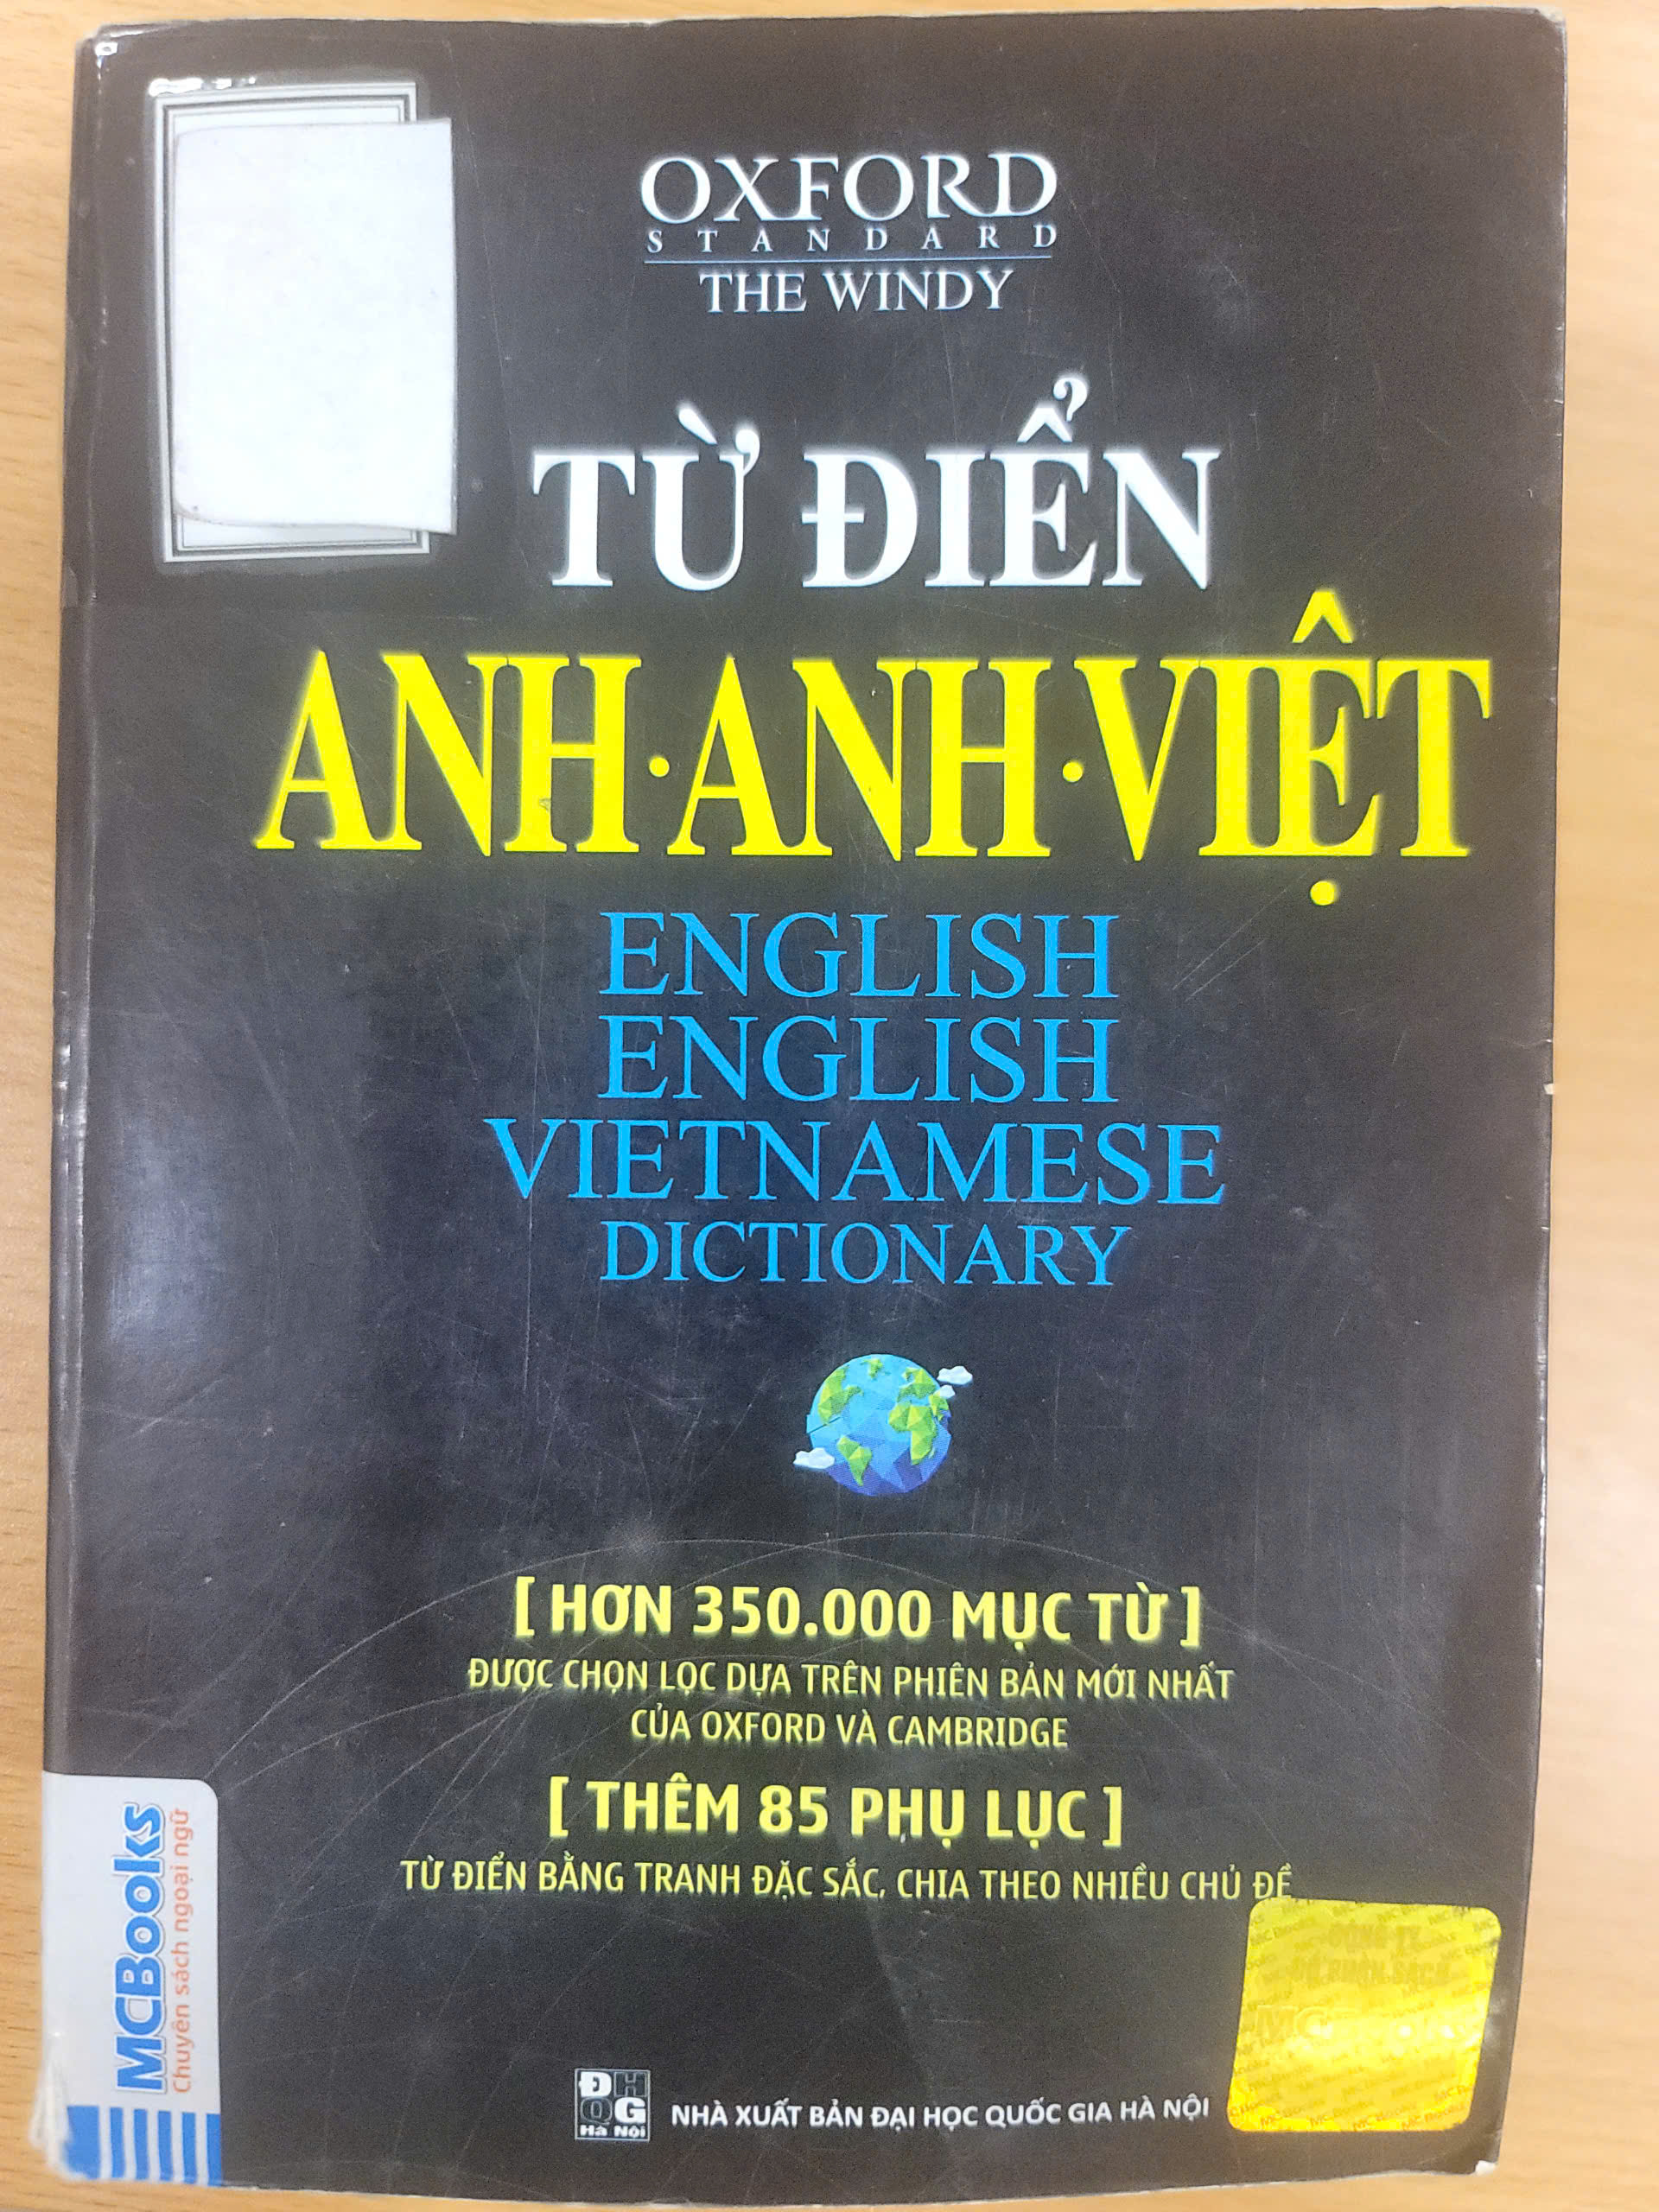 OXFORD
STANDARD
THE WINDY
TỪ ĐIỂN
ANH·ANH·VIỆT
ENGLISH
ENGLISH
VIETNAMESE
DICTIONARY
[ HƠN 350.000 MỤC TỪ ]
ĐƯỢC CHỌN LỌC DỰA TRÊN PHIÊN BẢN MỚI NHẤT
CỦA OXFORD VÀ CAMBRIDGE
[ THÊM 85 PHỤ LỤC ]
TỪ ĐIỂN BẰNG TRANH ĐẶC SẮC, CHIA THEO NHIỀU CHỦ ĐỀ
MCBooks
Chuyên sách ngoại ngữ
CÔNG TY
MCBOOKS
ĐHQG
Hà Nội
NHÀ XUẤT BẢN ĐẠI HỌC QUỐC GIA HÀ NỘI